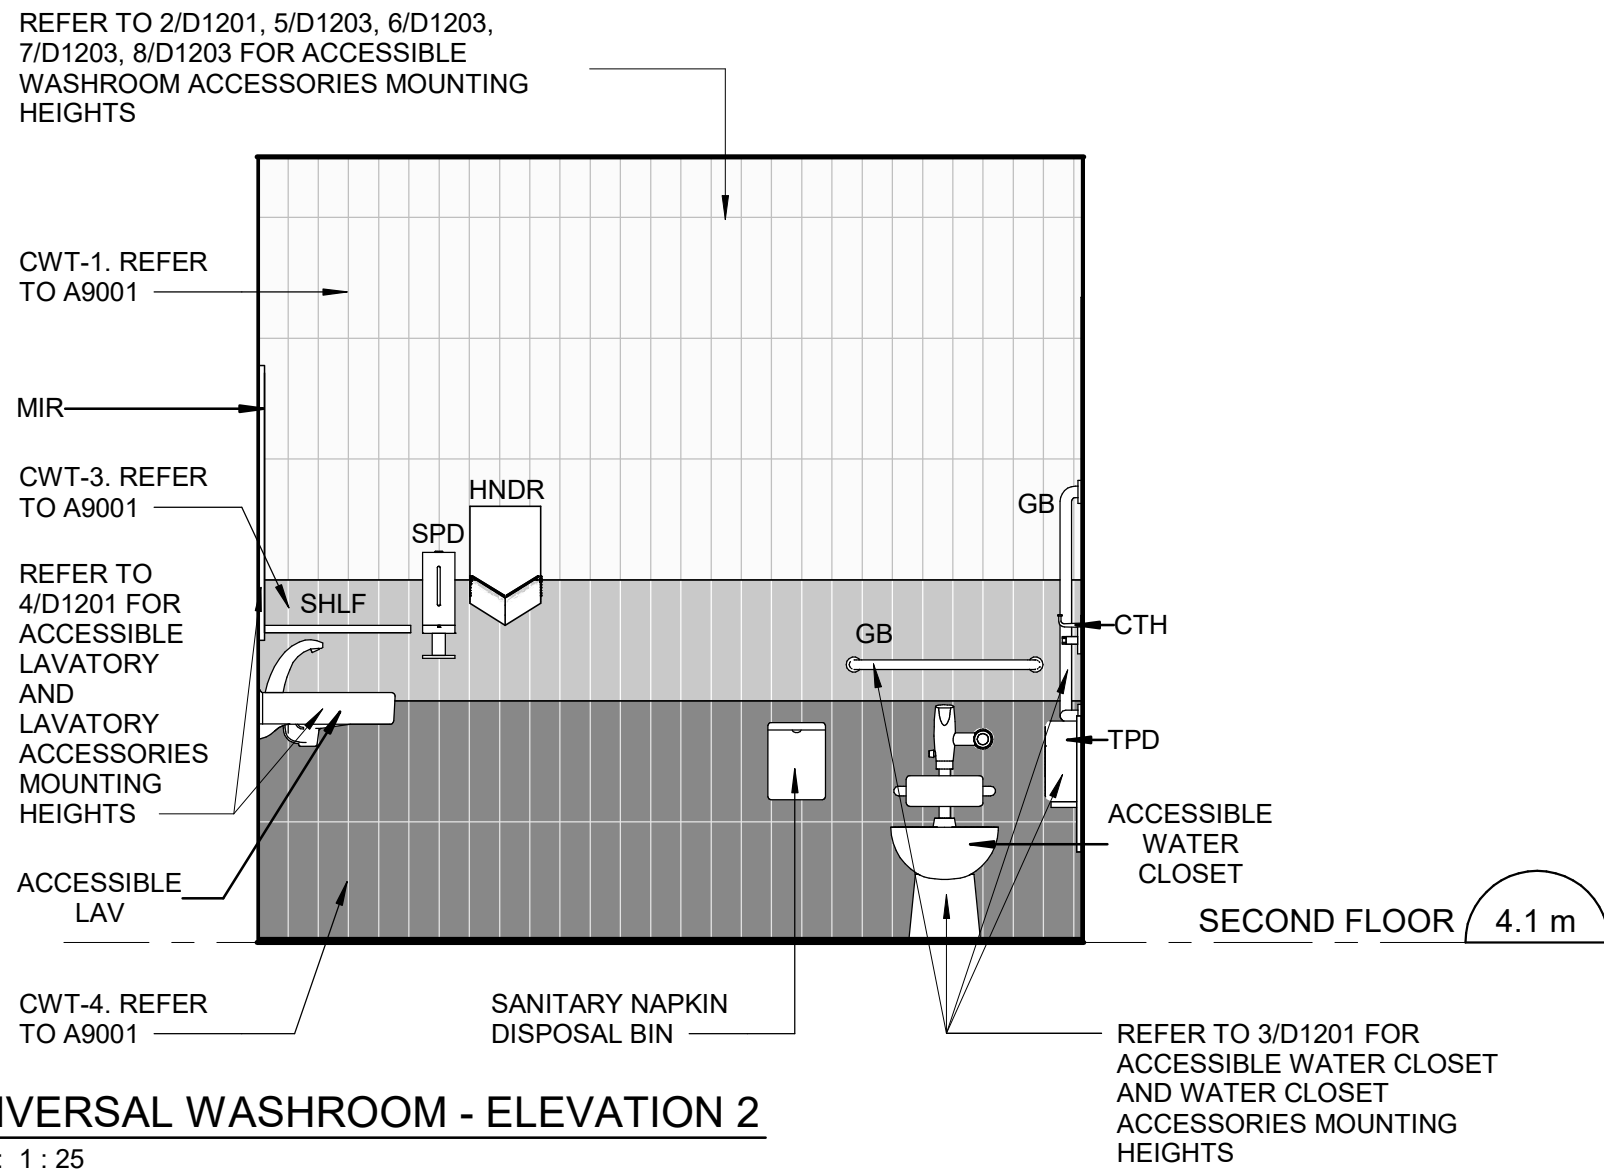 REFER TO 2/D1201, 5/D1203, 6/D1203,
7/D1203, 8/D1203 FOR ACCESSIBLE
WASHROOM ACCESSORIES MOUNTING
HEIGHTS
CWT-1. REFER
TO A9001
MIR
CWT-3. REFER
TO A9001
HNDR
SPD
GB
REFER TO
4/D1201 FOR
ACCESSIBLE
LAVATORY
AND
LAVATORY
ACCESSORIES
MOUNTING
HEIGHTS
SHLF
GB
CTH
TPD
ACCESSIBLE
WATER
CLOSET
ACCESSIBLE
LAV
SECOND FLOOR 4.1 m
CWT-4. REFER
TO A9001
SANITARY NAPKIN
DISPOSAL BIN
REFER TO 3/D1201 FOR
ACCESSIBLE WATER CLOSET
AND WATER CLOSET
ACCESSORIES MOUNTING
HEIGHTS
IVERSAL WASHROOM - ELEVATION 2
: 1 : 25